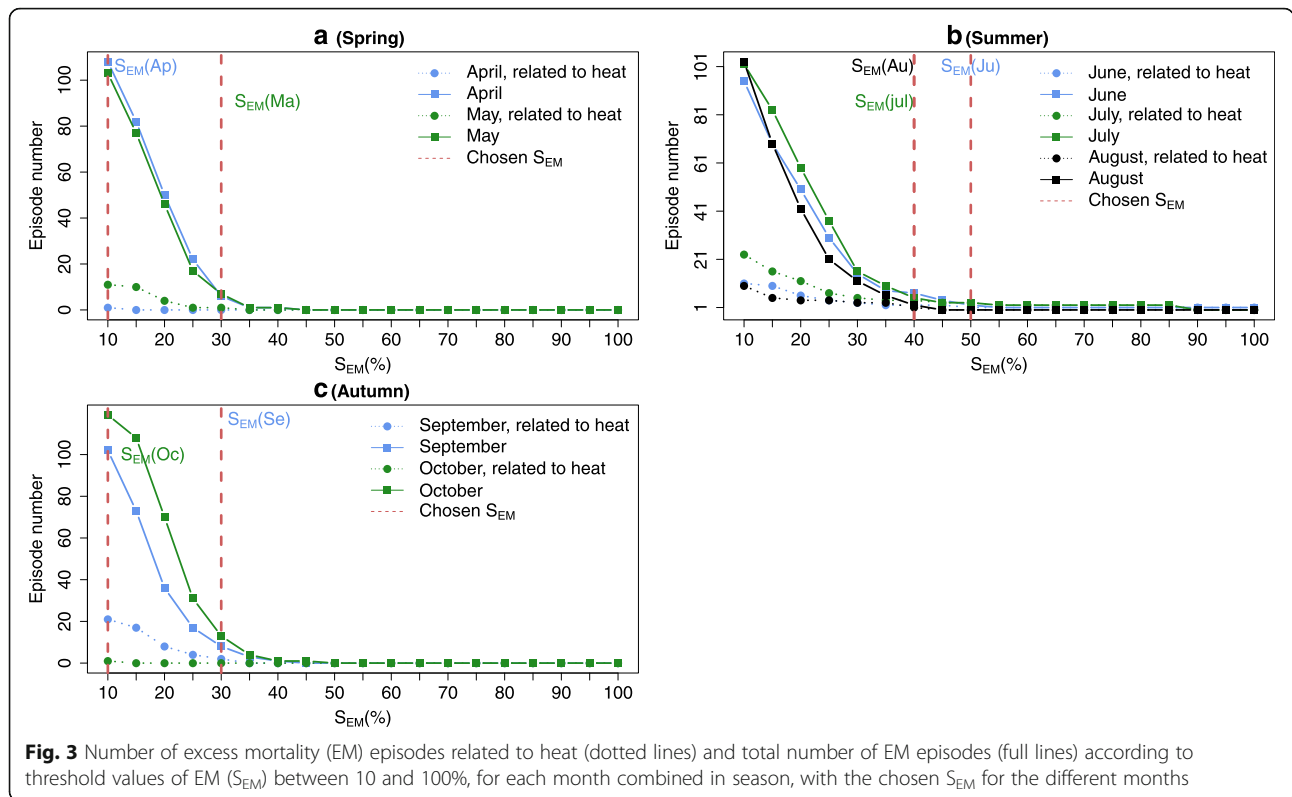 a (Spring)
S_EM(Ap)
S_EM(Ma)
April, related to heat
April
May, related to heat
May
Chosen S_EM
Episode number
0 20 40 60 80 100
10 20 30 40 50 60 70 80 90 100
S_EM(%)
b (Summer)
S_EM(Au) S_EM(Ju)
S_EM(jul)
June, related to heat
June
July, related to heat
July
August, related to heat
August
Chosen S_EM
Episode number
1 21 41 61 81 101
10 20 30 40 50 60 70 80 90 100
S_EM(%)
c (Autumn)
S_EM(Se)
S_EM(Oc)
September, related to heat
September
October, related to heat
October
Chosen S_EM
Episode number
0 20 40 60 80 100
10 20 30 40 50 60 70 80 90 100
S_EM(%)
Fig. 3 Number of excess mortality (EM) episodes related to heat (dotted lines) and total number of EM episodes (full lines) according to
threshold values of EM (S_EM) between 10 and 100%, for each month combined in season, with the chosen S_EM for the different months